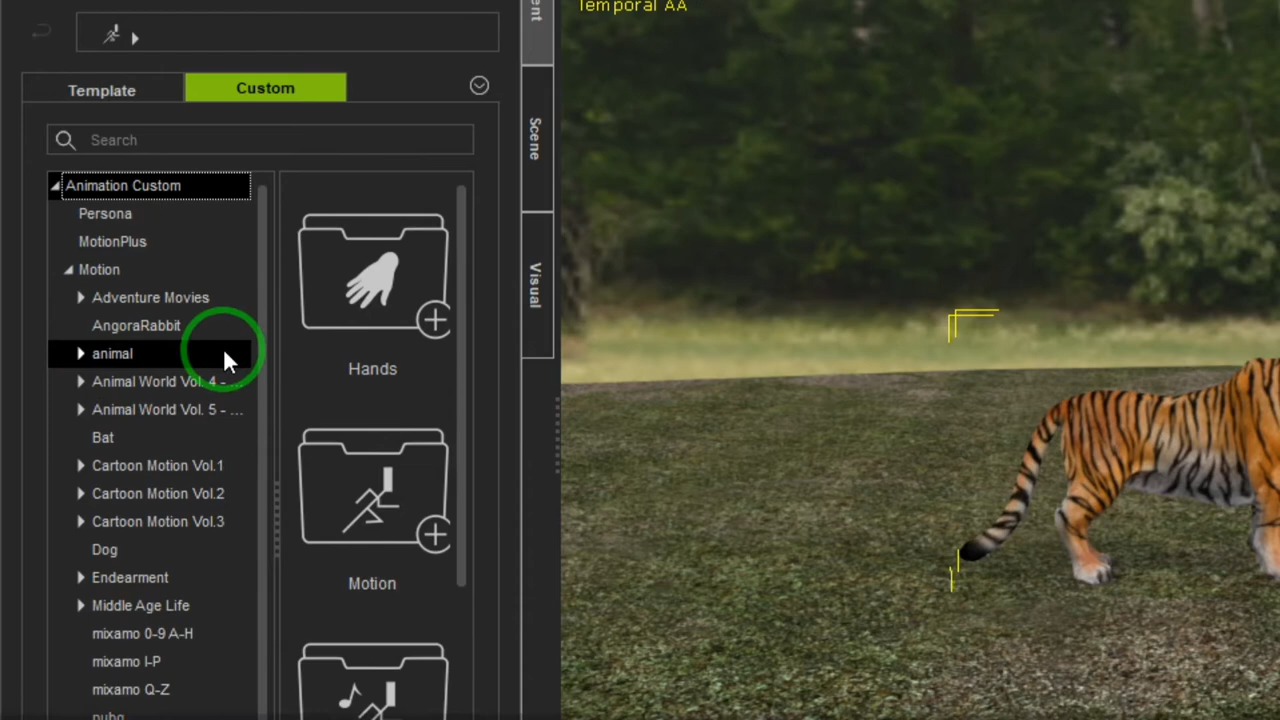 Temporal AA
Template
Custom
Search
Animation Custom
Persona
MotionPlus
Motion
Adventure Movies
AngoraRabbit
animal
Animal World Vol. 4 - ...
Animal World Vol. 5 - ...
Bat
Cartoon Motion Vol.1
Cartoon Motion Vol.2
Cartoon Motion Vol.3
Dog
Endearment
Middle Age Life
mixamo 0-9 A-H
mixamo I-P
mixamo Q-Z
Hands
Motion
Scene
Visual